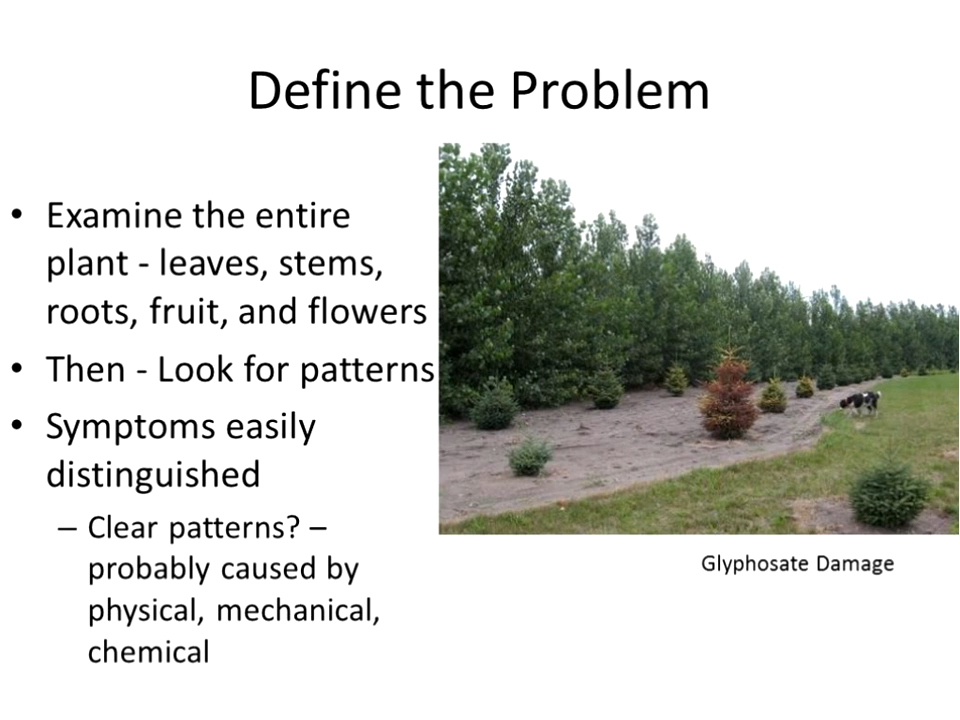 Define the Problem
• Examine the entire
plant - leaves, stems,
roots, fruit, and flowers
• Then - Look for patterns
• Symptoms easily
distinguished
– Clear patterns? –
probably caused by
physical, mechanical,
chemical
Glyphosate Damage